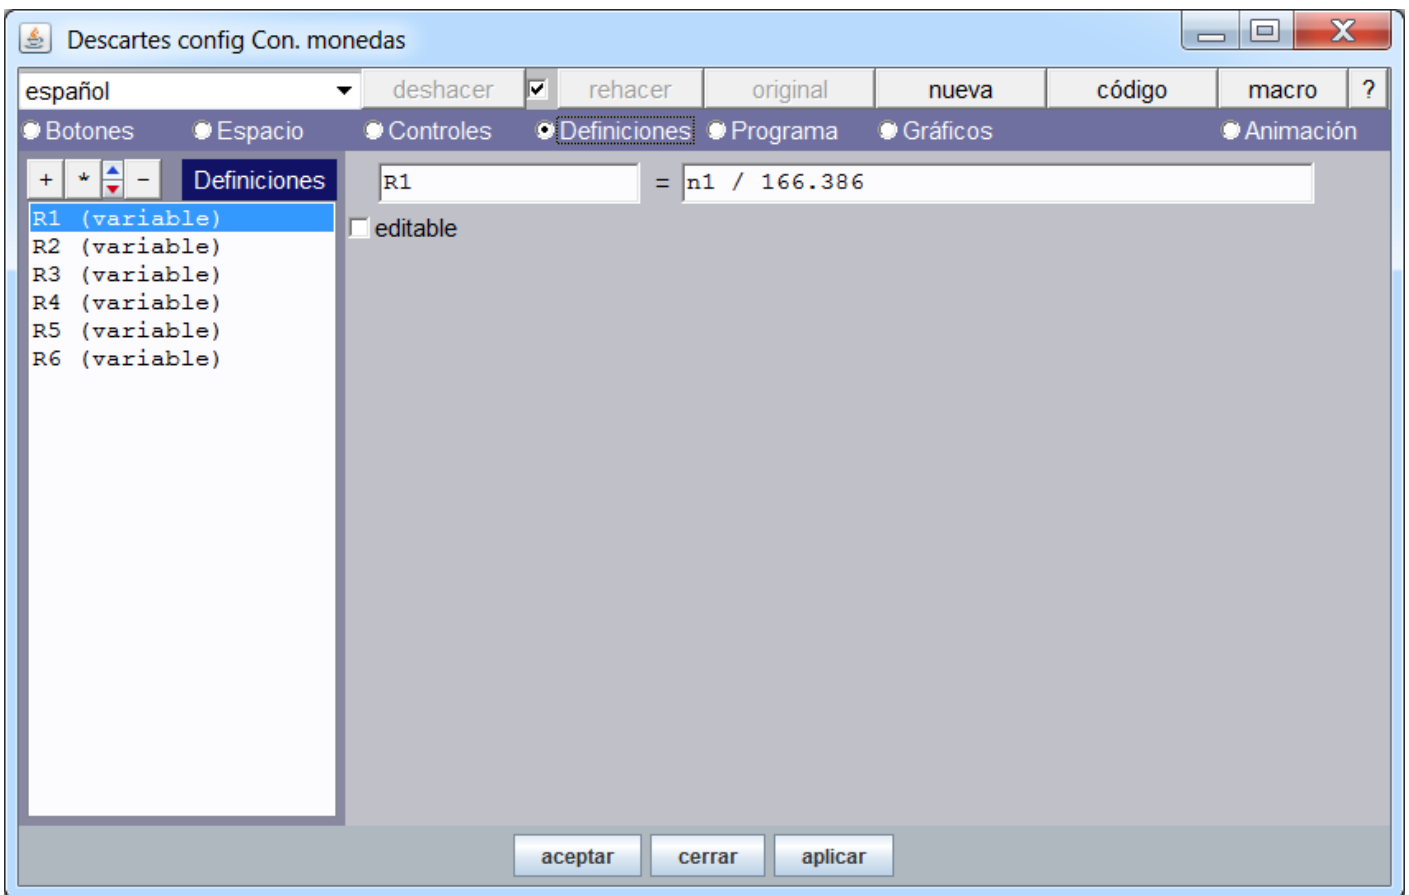 Descartes config Con. monedas
español deshacer rehacer original nueva código macro ?
Botones Espacio Controles Definiciones Programa Gráficos Animación
+ * - Definiciones R1 = n1 / 166.386
R1 (variable) editable
R2 (variable)
R3 (variable)
R4 (variable)
R5 (variable)
R6 (variable)
aceptar cerrar aplicar